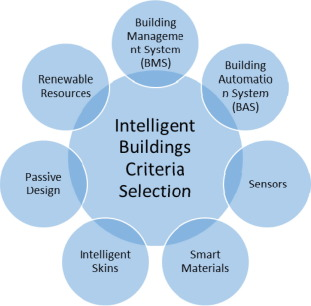 Building
Manageme
nt System
(BMS)
Building
Automatio
n System
(BAS)
Sensors
Smart
Materials
Intelligent
Skins
Passive
Design
Renewable
Resources
Intelligent
Buildings
Criteria
Selection